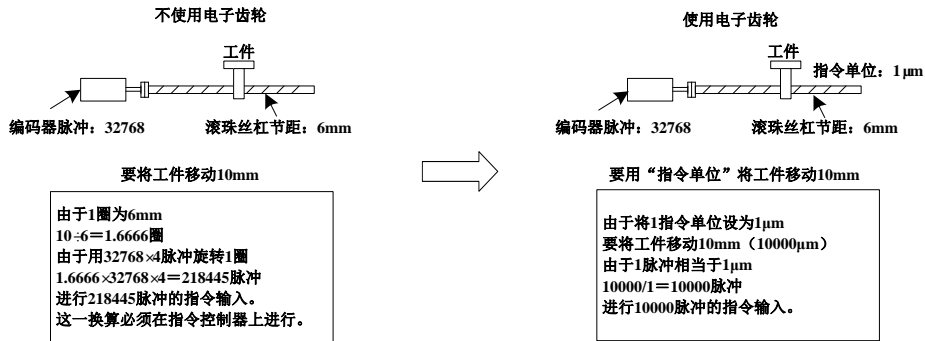 不使用电子齿轮
工件
编码器脉冲：32768
滚珠丝杠节距：6mm
要将工件移动10mm
由于1圈为6mm
10÷6＝1.6666圈
由于用32768×4脉冲旋转1圈
1.6666×32768×4＝218445脉冲
进行218445脉冲的指令输入。
这一换算必须在指令控制器上进行。
使用电子齿轮
工件
指令单位：1μm
编码器脉冲：32768
滚珠丝杠节距：6mm
要用“指令单位”将工件移动10mm
由于将1指令单位设为1μm
要将工件移动10mm（10000μm）
由于1脉冲相当于1μm
10000/1＝10000脉冲
进行10000脉冲的指令输入。